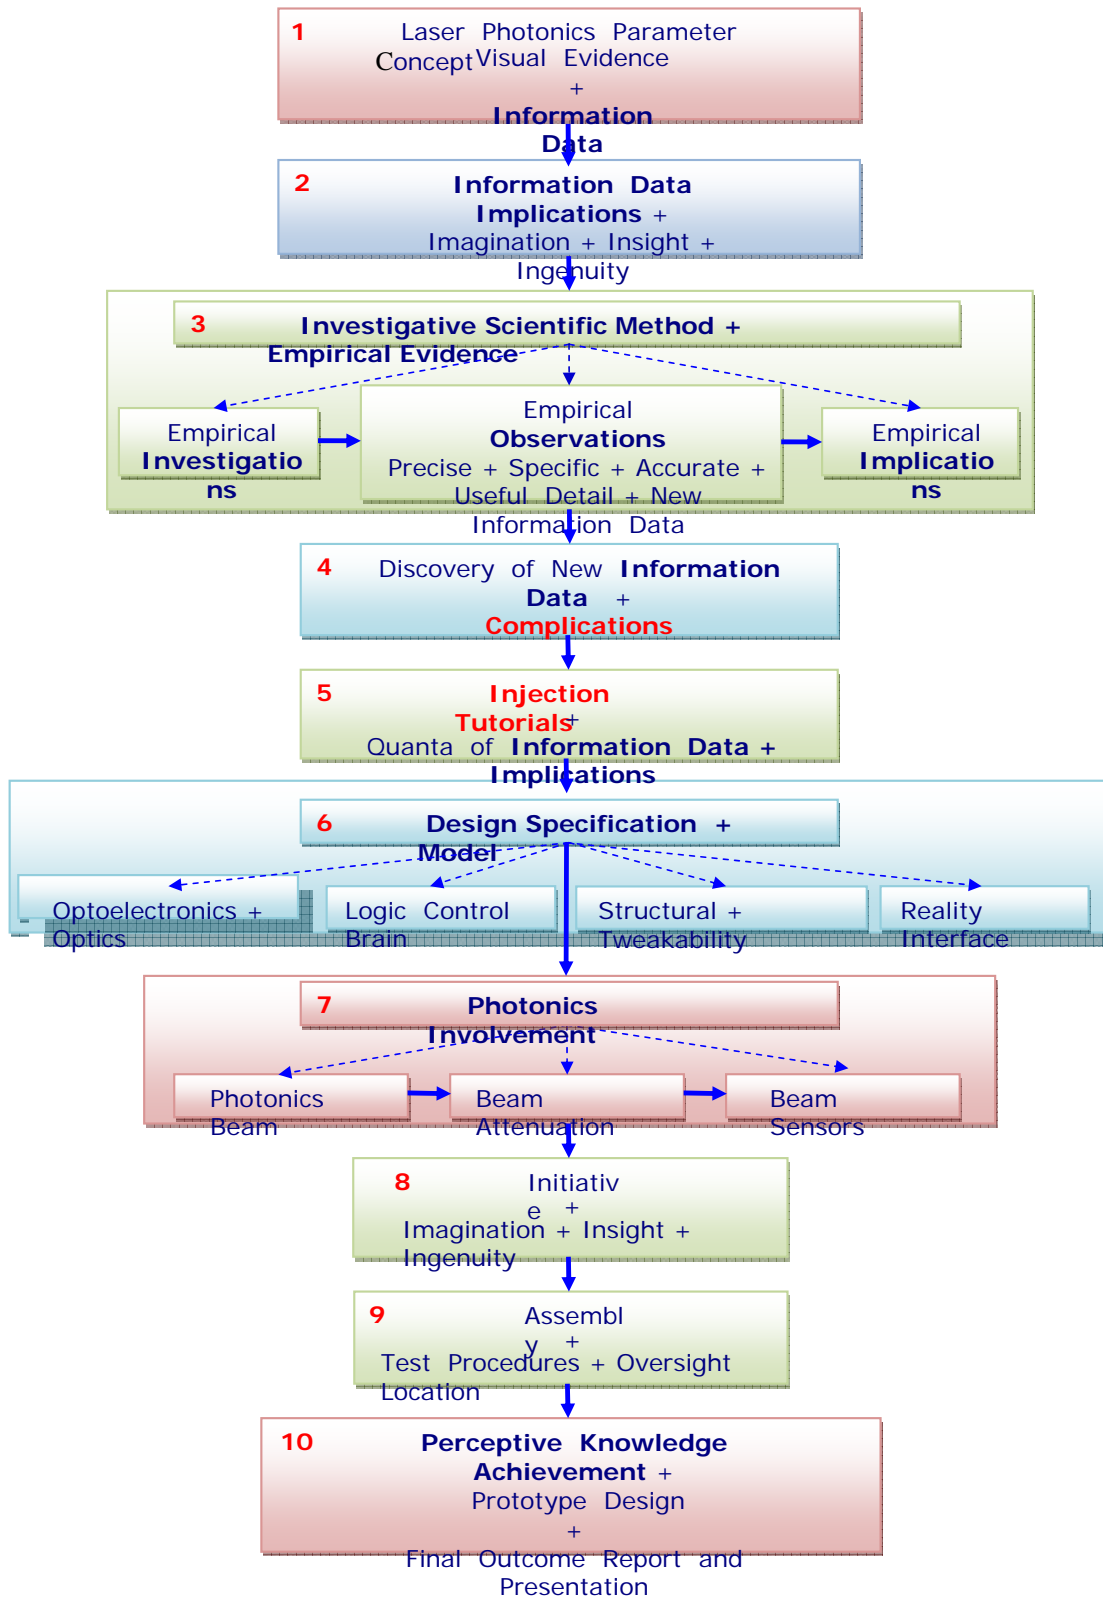 1 Laser Photonics Parameter
Concept Visual Evidence
+
Information
Data
2 Information Data
Implications +
Imagination + Insight +
Ingenuity
3 Investigative Scientific Method +
Empirical Evidence
Empirical
Investigatio
ns
Empirical
Observations
Precise + Specific + Accurate +
Useful Detail + New
Information Data
Empirical
Implicatio
ns
4 Discovery of New Information
Data +
Complications
5 Injection
Tutorials +
Quanta of Information Data +
Implications
6 Design Specification +
Model
Optoelectronics +
Optics
Logic Control
Brain
Structural +
Tweakability
Reality
Interface
7 Photonics
Involvement
Photonics
Beam
Beam
Attenuation
Beam
Sensors
8 Initiativ
e +
Imagination + Insight +
Ingenuity
9 Assembl
y +
Test Procedures + Oversight
Location
10 Perceptive Knowledge
Achievement +
Prototype Design
+
Final Outcome Report and
Presentation